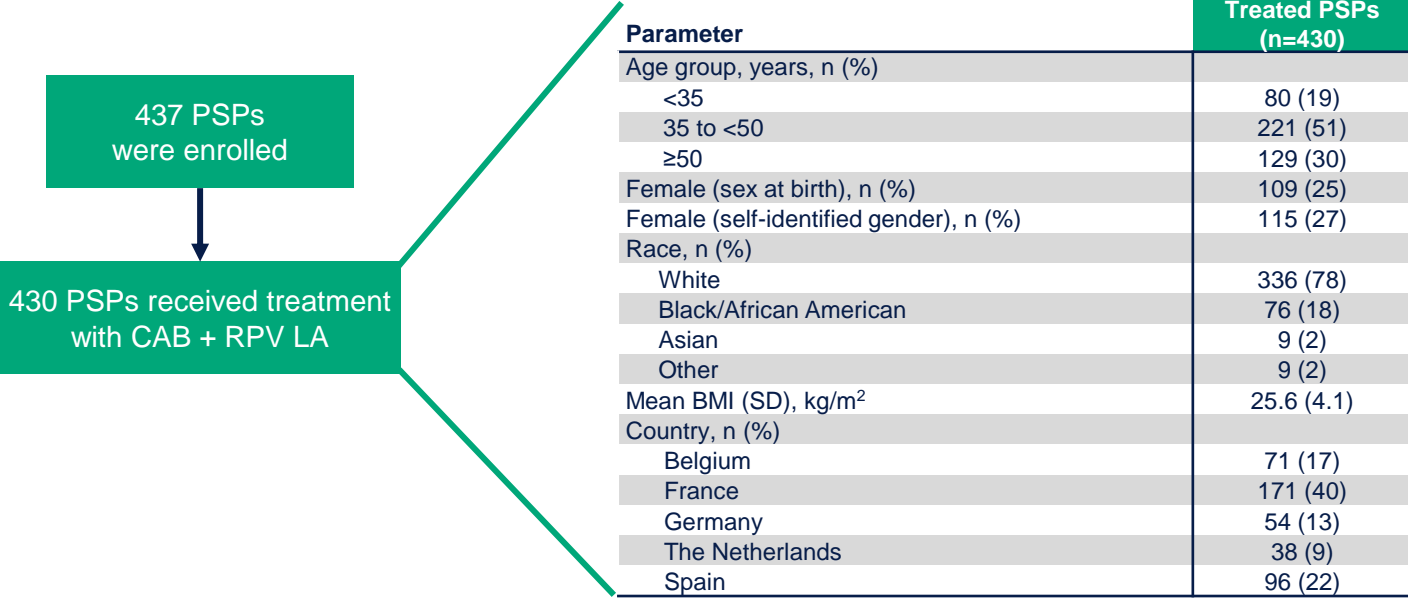 437 PSPs
were enrolled
430 PSPs received treatment
with CAB + RPV LA
Parameter Treated PSPs
(n=430)
Age group, years, n (%)
<35 80 (19)
35 to <50 221 (51)
≥50 129 (30)
Female (sex at birth), n (%) 109 (25)
Female (self-identified gender), n (%) 115 (27)
Race, n (%)
White 336 (78)
Black/African American 76 (18)
Asian 9 (2)
Other 9 (2)
Mean BMI (SD), kg/m² 25.6 (4.1)
Country, n (%)
Belgium 71 (17)
France 171 (40)
Germany 54 (13)
The Netherlands 38 (9)
Spain 96 (22)